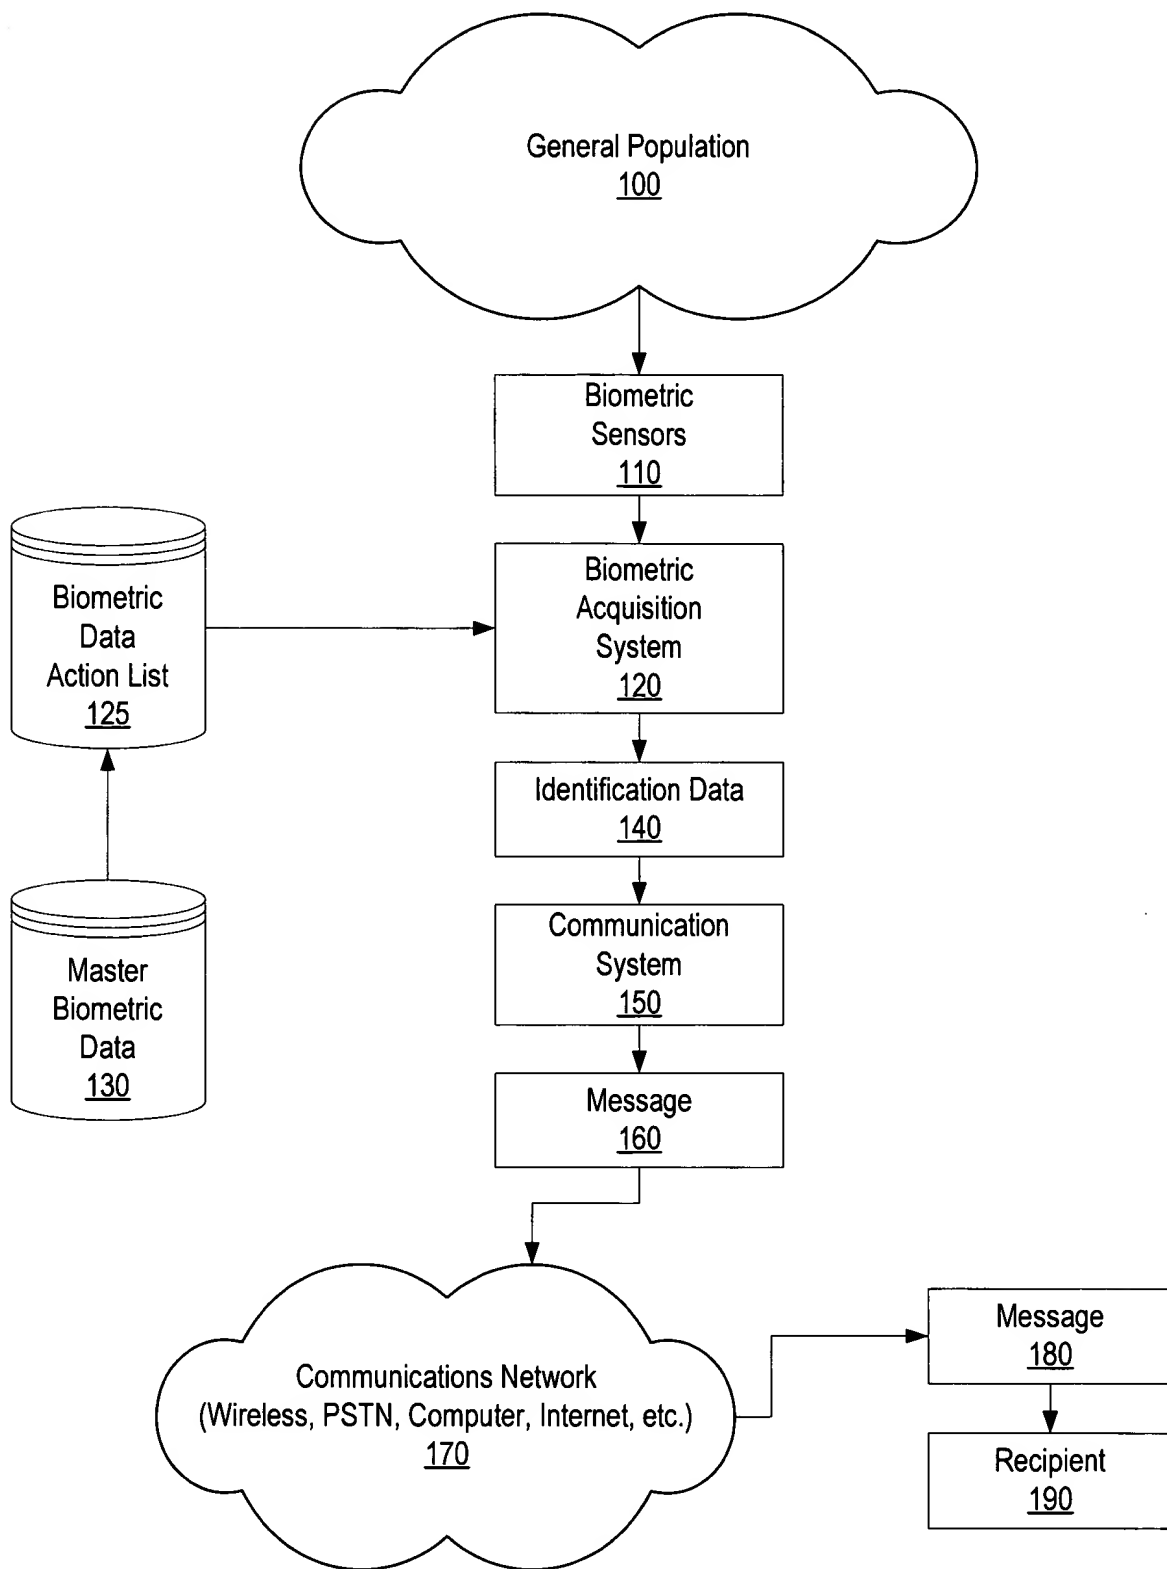 General Population
100
Biometric
Sensors
110
Biometric
Acquisition
System
120
Biometric
Data
Action List
125
Identification Data
140
Master
Biometric
Data
130
Communication
System
150
Message
160
Communications Network
(Wireless, PSTN, Computer, Internet, etc.)
170
Message
180
Recipient
190